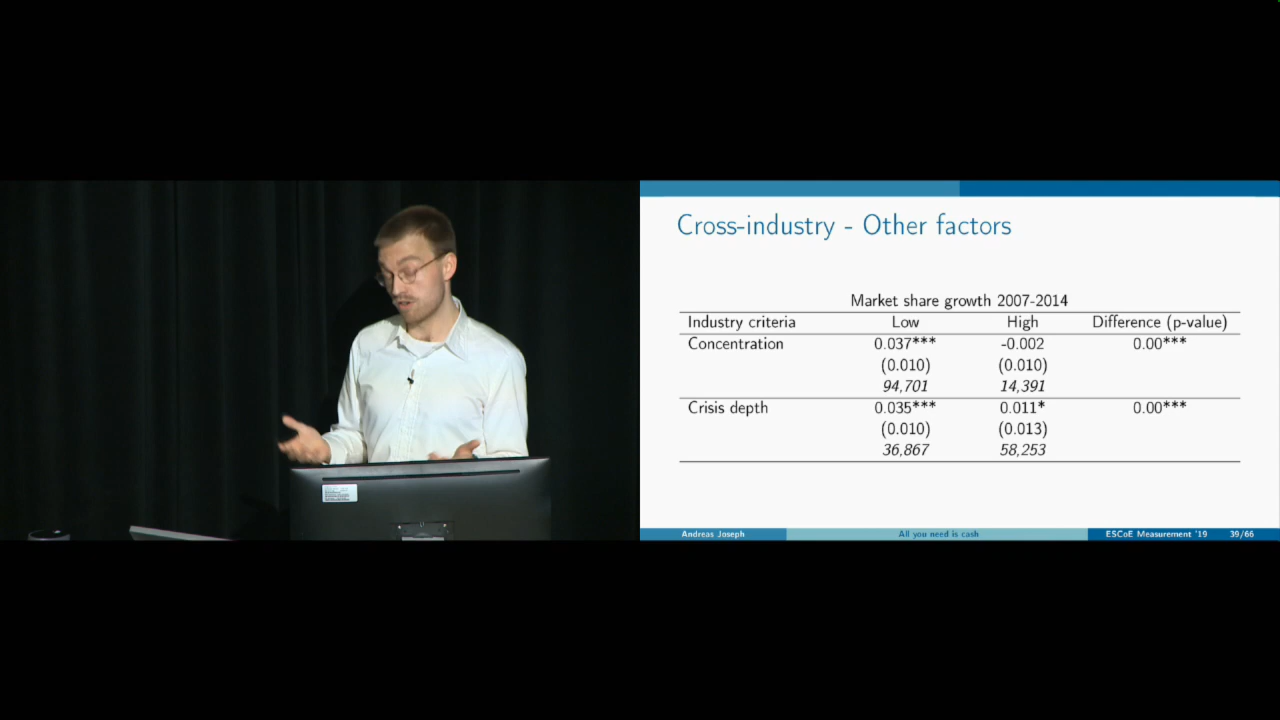 Cross-industry - Other factors
Market share growth 2007-2014
Industry criteria Low High Difference (p-value)
Concentration 0.037*** -0.002 0.00***
(0.010) (0.010)
94,701 14,391
Crisis depth 0.035*** 0.011* 0.00***
(0.010) (0.013)
36,867 58,253
Andreas Joseph All you need is cash ESCoE Measurement '19 39/66